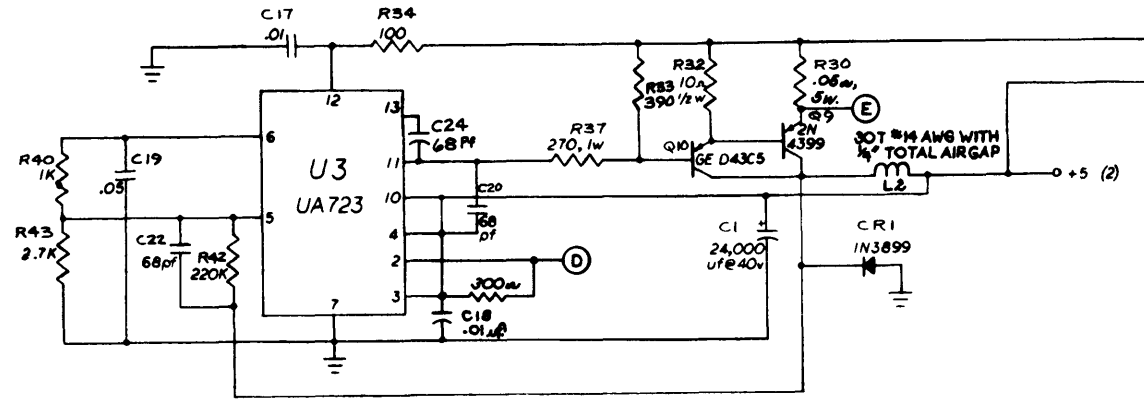 C17
.01
R34
100
12
13
6
U3
UA723
11
10
4
2
3
5
7
R40
1K
C19
.05
R43
2.7K
C22
68pf
R42
220K
C24
68 Pf
R37
270, 1w
C20
68
pf
300Ω
C18
.01 uf
D
R33
390 1/2 w
R32
10Ω
Q10
GE D43C5
R30
.05Ω,
5w.
E
Q9
2N
4399
30T #14 AWG WITH
1/4" TOTAL AIRGAP
L2
+5 (2)
C1
+
24,000
uf@40v
CR1
1N3899